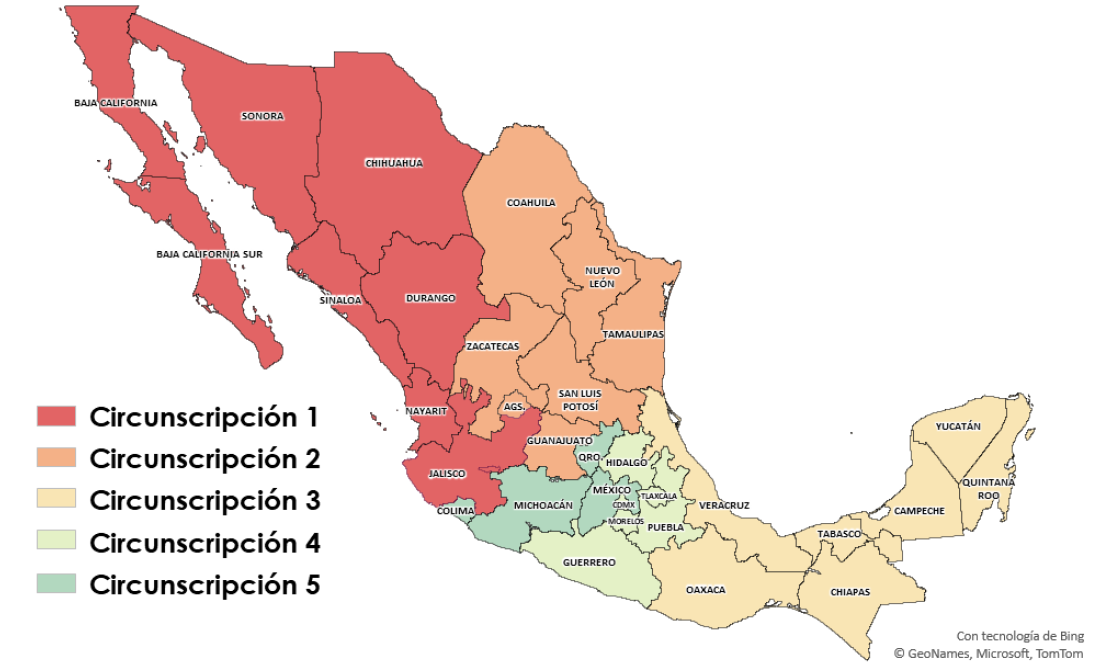 BAJA CALIFORNIA
SONORA
CHIHUAHUA
COAHUILA
BAJA CALIFORNIA SUR
NUEVO
LEÓN
SINALOA
DURANGO
TAMAULIPAS
ZACATECAS
SAN LUIS
POTOSÍ
AGS.
NAYARIT
GUANAJUATO
YUCATÁN
QRO.
HIDALGO
JALISCO
QUINTANA
ROO
MÉXICO
TLAXCALA
MICHOACÁN
CDMX
VERACRUZ
COLIMA
CAMPECHE
MORELOS
PUEBLA
TABASCO
GUERRERO
OAXACA
CHIAPAS
Circunscripción 1
Circunscripción 2
Circunscripción 3
Circunscripción 4
Circunscripción 5
Con tecnología de Bing
© GeoNames, Microsoft, TomTom